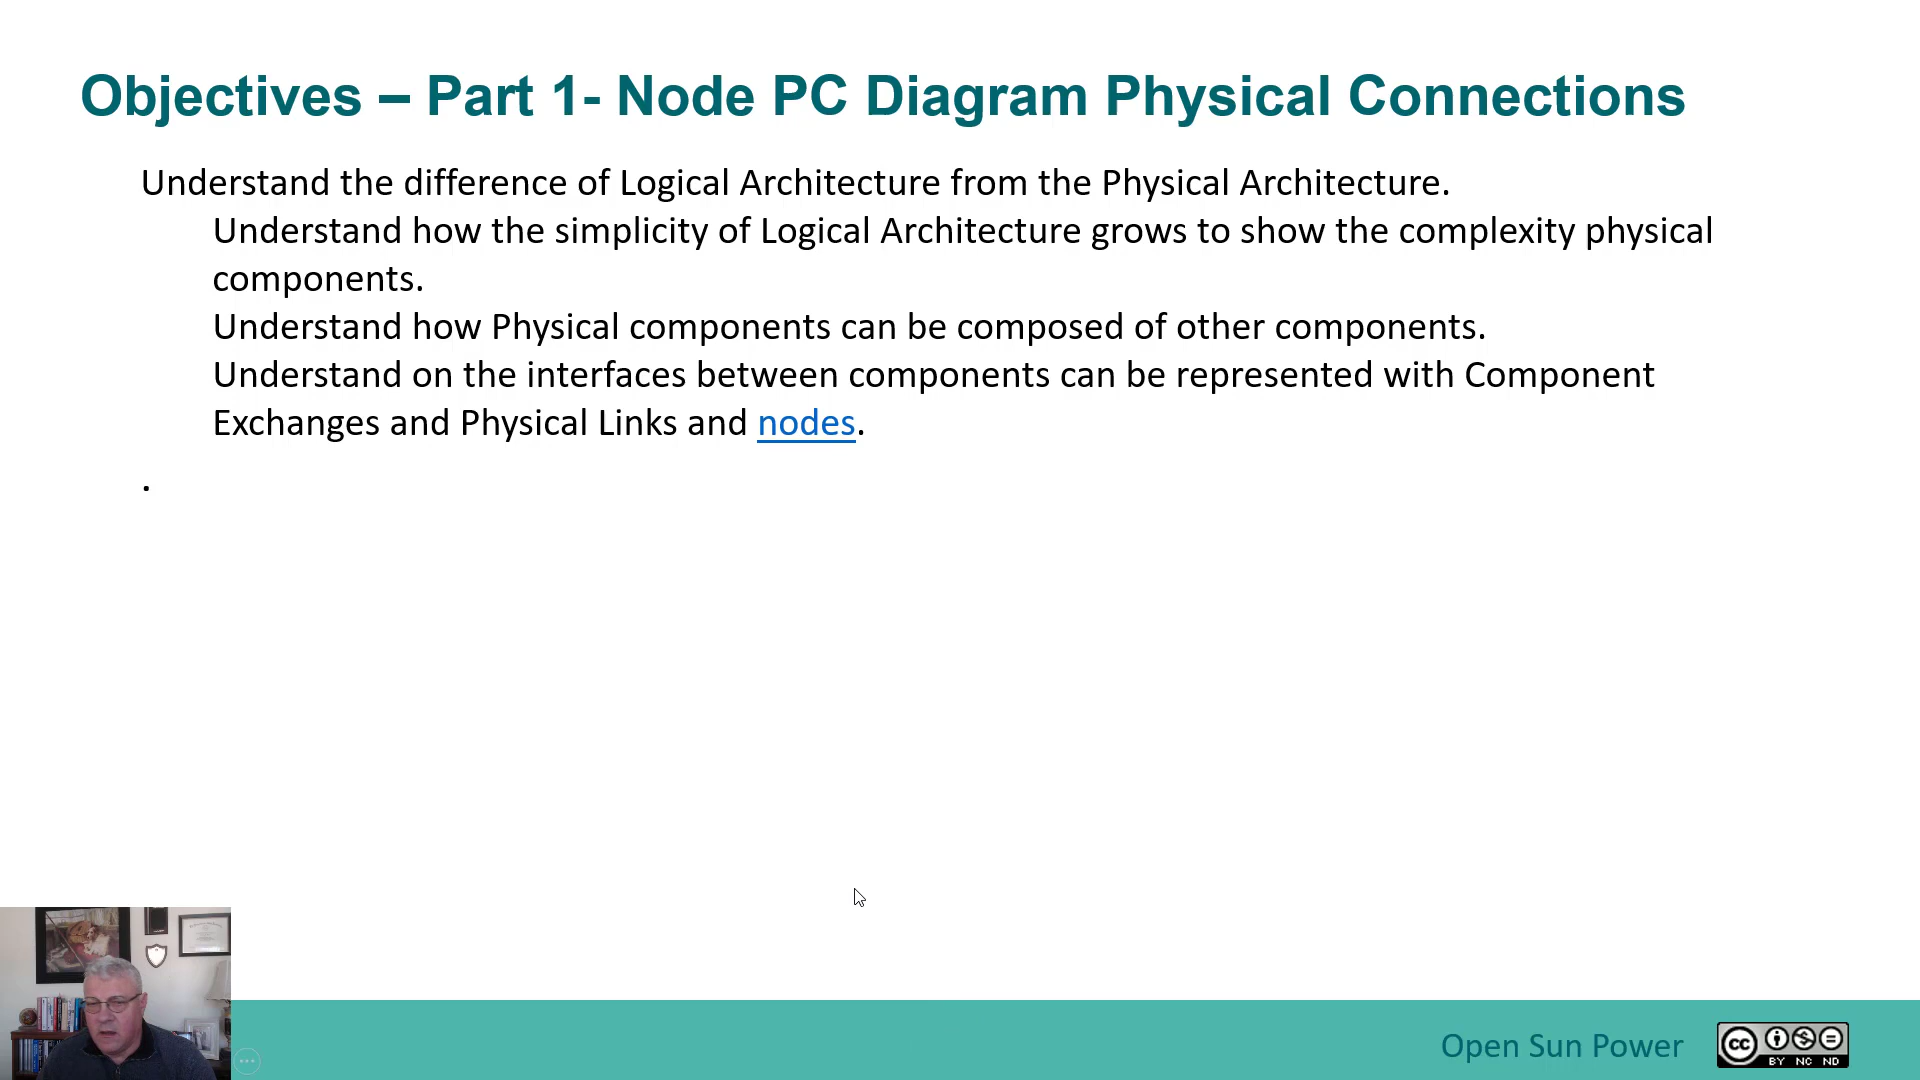 Objectives – Part 1- Node PC Diagram Physical Connections
Understand the difference of Logical Architecture from the Physical Architecture.
Understand how the simplicity of Logical Architecture grows to show the complexity physical
components.
Understand how Physical components can be composed of other components.
Understand on the interfaces between components can be represented with Component
Exchanges and Physical Links and nodes.
.
Open Sun Power
cc
BY NC ND